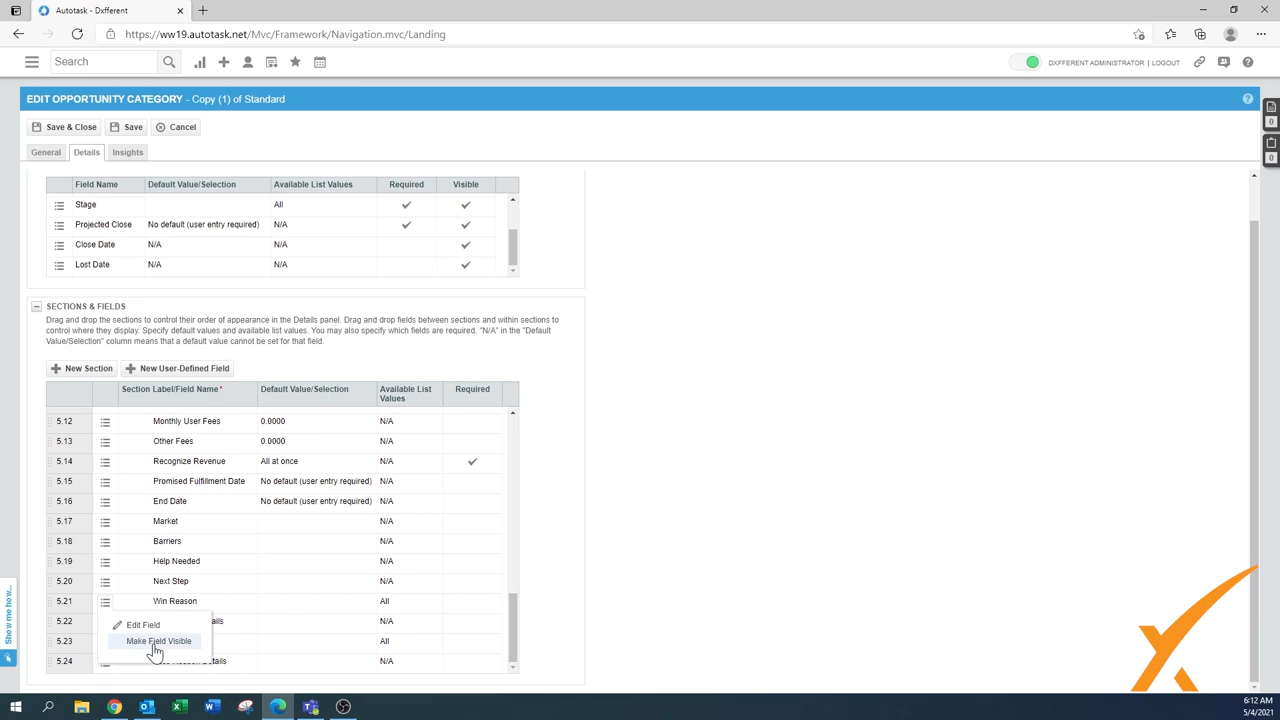 Autotask - Dxfferent
https://ww19.autotask.net/Mvc/Framework/Navigation.mvc/Landing
Search
DXFFERENT ADMINISTRATOR | LOGOUT
EDIT OPPORTUNITY CATEGORY - Copy (1) of Standard
Save & Close Save Cancel
0
General Details Insights
0
Field Name Default Value/Selection Available List Values Required Visible
Stage All
Projected Close No default (user entry required) N/A
Close Date N/A N/A
Lost Date N/A N/A
SECTIONS & FIELDS
Drag and drop the sections to control their order of appearance in the Details panel. Drag and drop fields between sections and within sections to
control where they display. Specify default values and available list values. You may also specify which fields are required. "N/A" in the "Default
Value/Selection" column means that a default value cannot be set for that field.
New Section New User-Defined Field
Section Label/Field Name* Default Value/Selection Available List Values Required
5.12 Monthly User Fees 0.0000 N/A
5.13 Other Fees 0.0000 N/A
5.14 Recognize Revenue All at once N/A
5.15 Promised Fulfillment Date No default (user entry required) N/A
5.16 End Date No default (user entry required) N/A
5.17 Market N/A
5.18 Barriers N/A
5.19 Help Needed N/A
5.20 Next Step N/A
5.21 Win Reason All
5.22 ails N/A
Edit Field
5.23 All
Make Field Visible
5.24 Details N/A
Show me how...
6:12 AM
5/4/2021